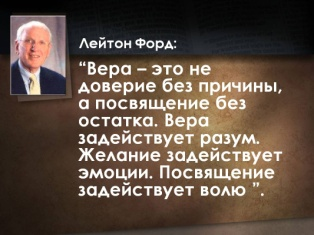 Лейтон Форд:
“Вера – это не
доверие без причины,
а посвящение без
остатка. Вера
задействует разум.
Желание задействует
эмоции. Посвящение
задействует волю ”.